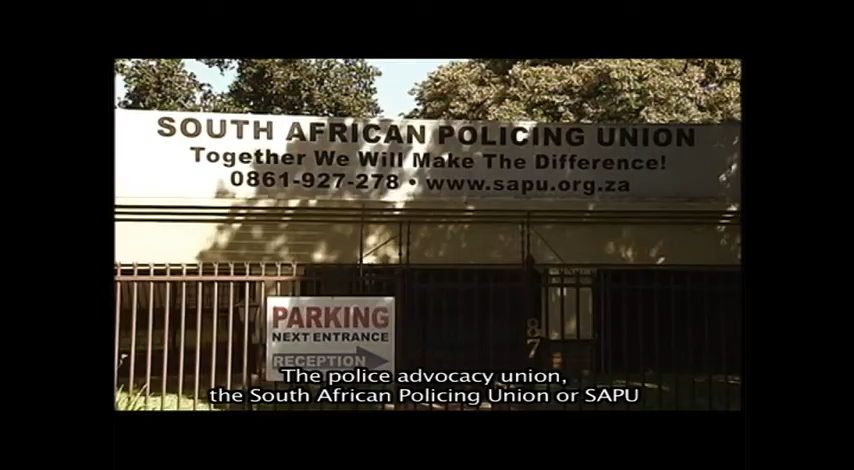 SOUTH AFRICAN POLICING UNION
Together We Will Make The Difference!
0861-927-278 • www.sapu.org.za
PARKING
NEXT ENTRANCE
RECEPTION
87
The police advocacy union,
the South African Policing Union or SAPU